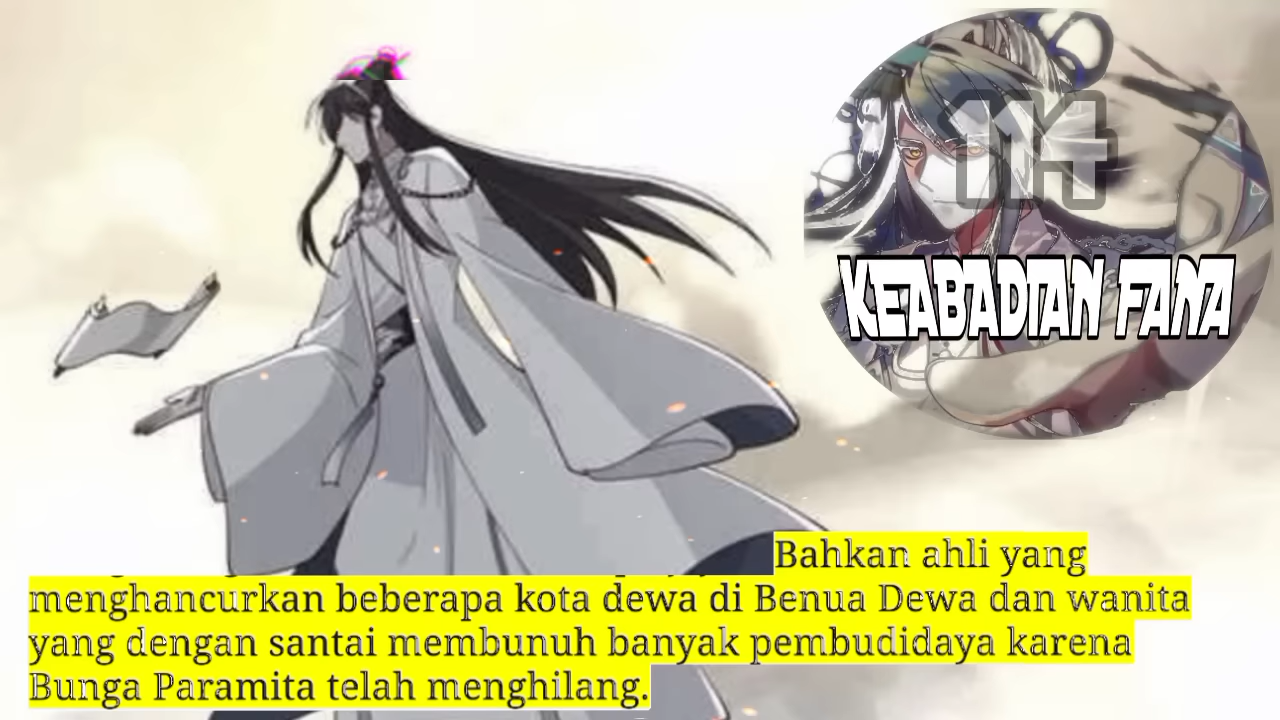 114
KEABADIAN FANA
Bahkan ahli yang
menghancurkan beberapa kota dewa di Benua Dewa dan wanita
yang dengan santai membunuh banyak pembudidaya karena
Bunga Paramita telah menghilang.